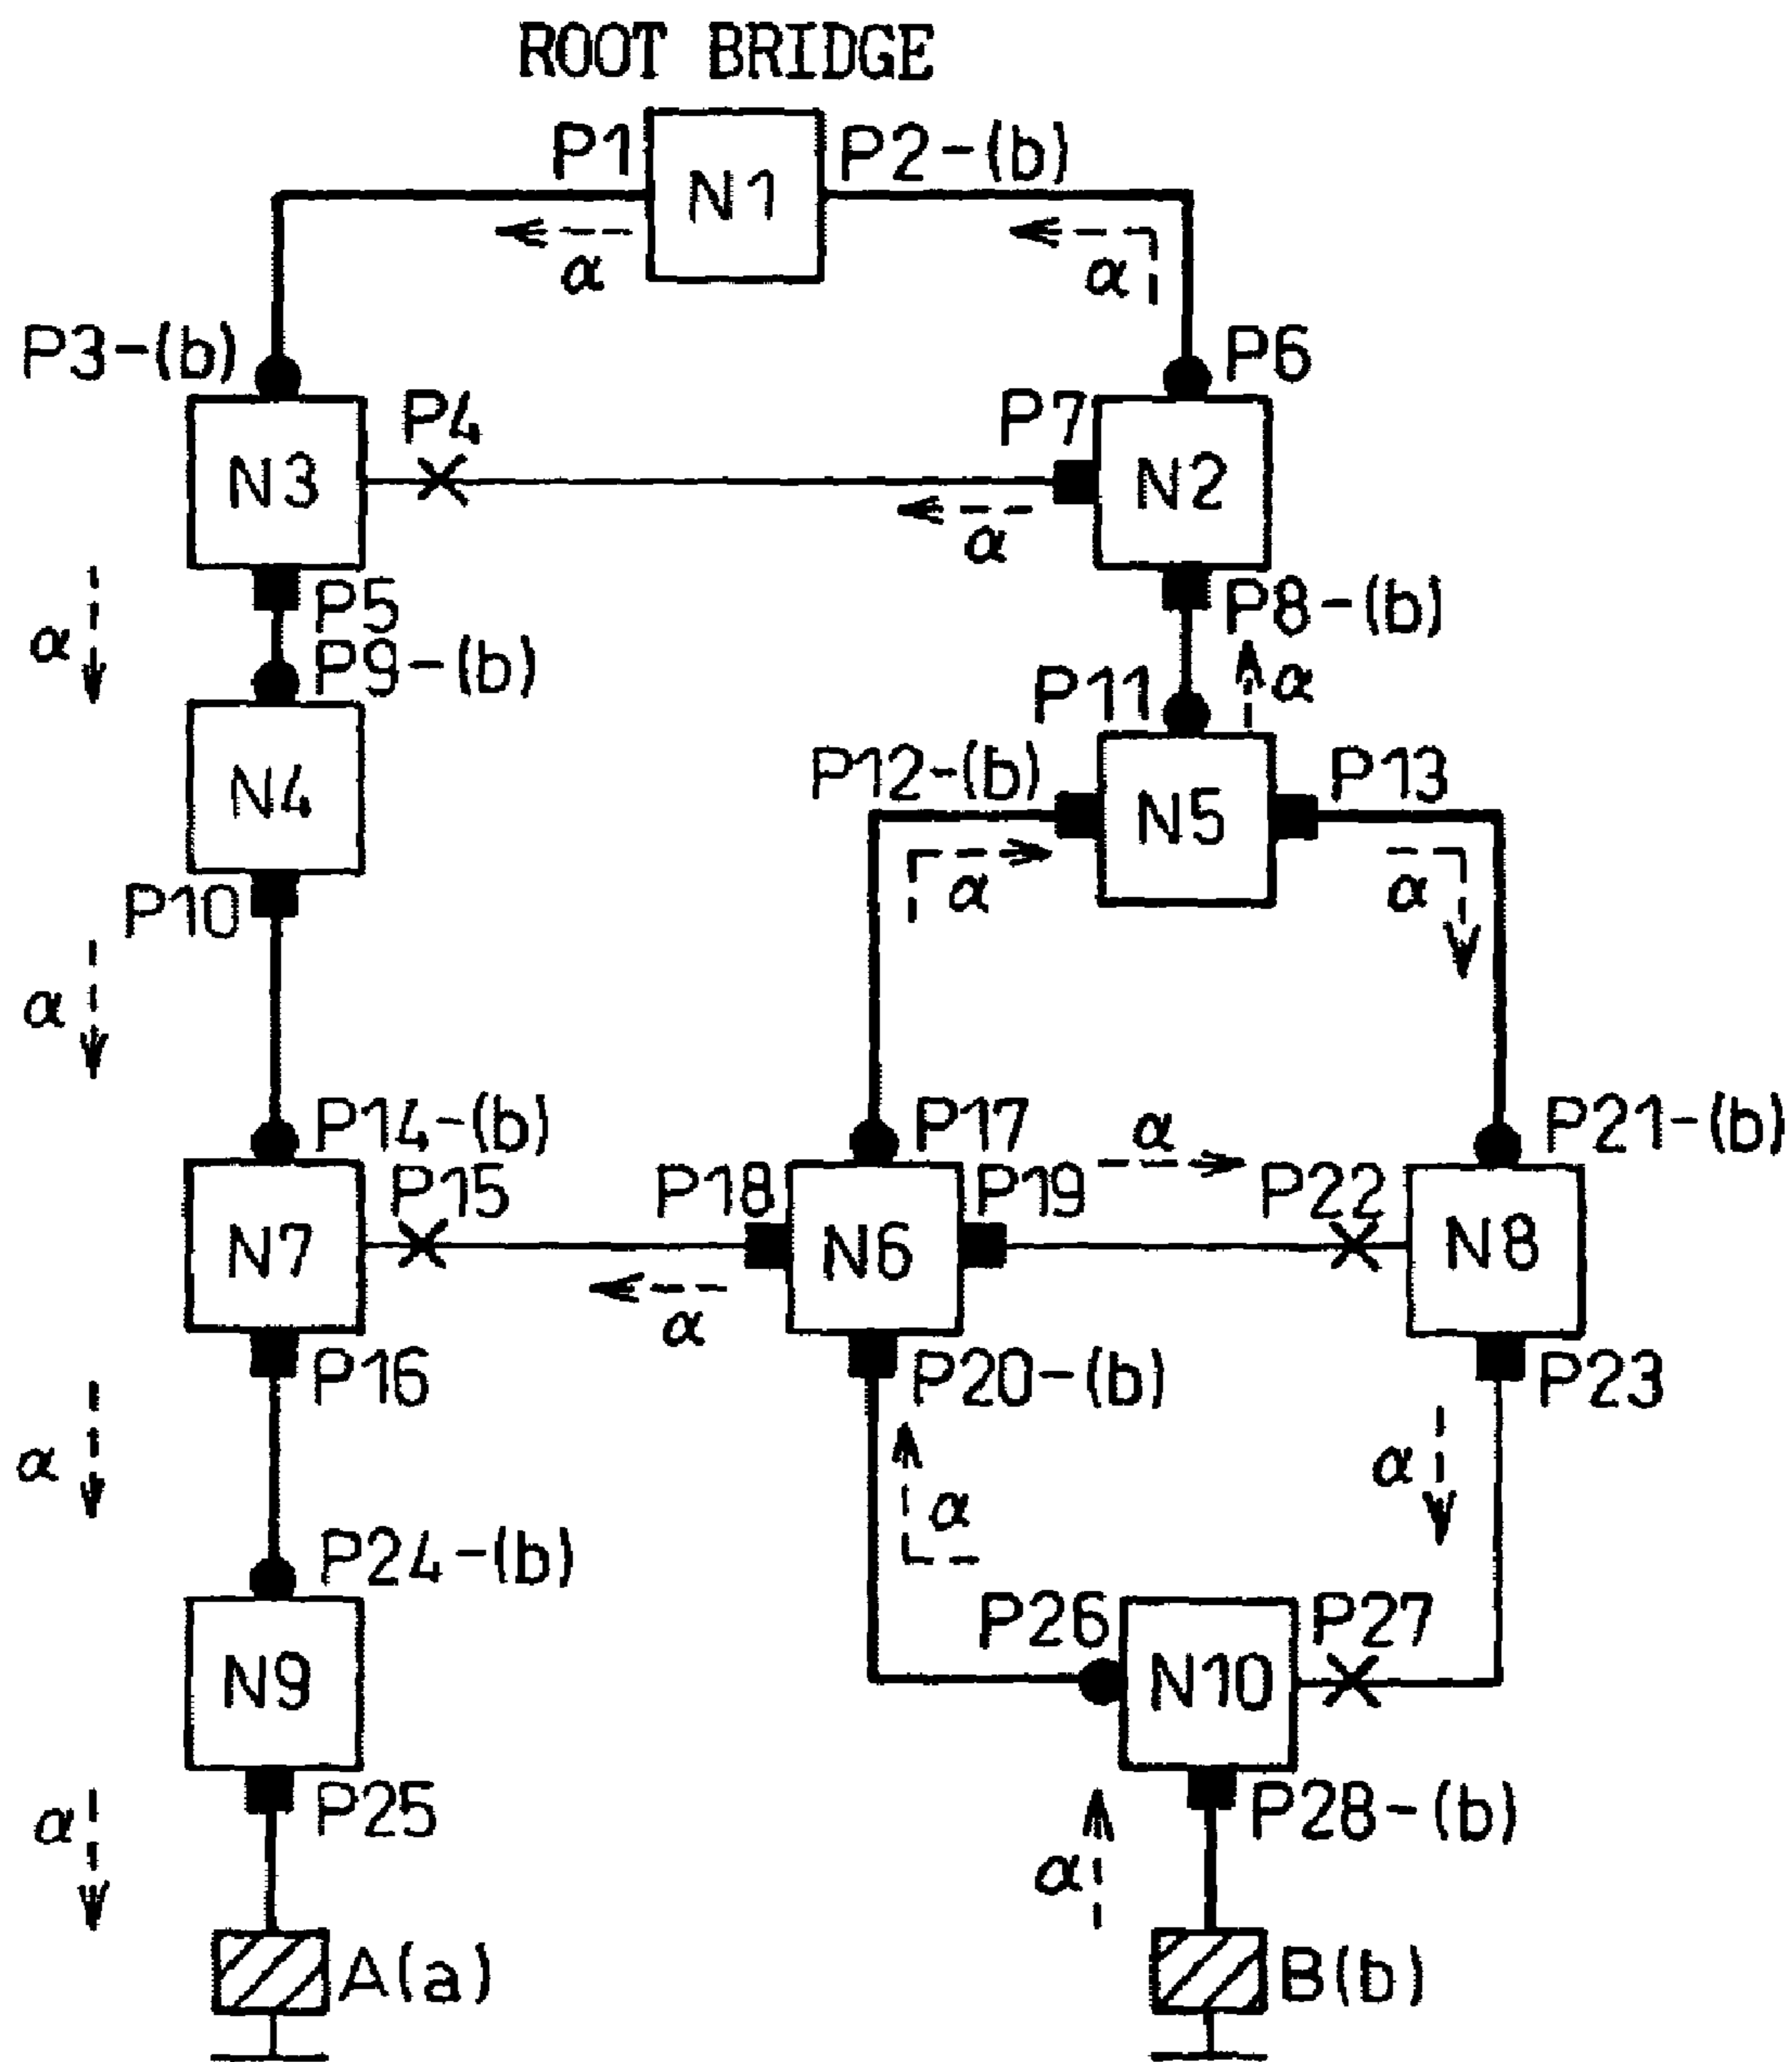 ROOT BRIDGE
P1
N1
P2-(b)
α
α
P3-(b)
P6
P4
P7
N3
N2
α
α
P5
P8-(b)
P9-(b)
P11
α
N4
P12-(b)
N5
P13
α
α
P10
α
P14-(b)
P17
α
P21-(b)
P15
P18
P19
P22
N7
N6
N8
α
P16
P20-(b)
P23
α
α
α
P24-(b)
P26
P27
N9
N10
P25
P28-(b)
α
α
A(a)
B(b)